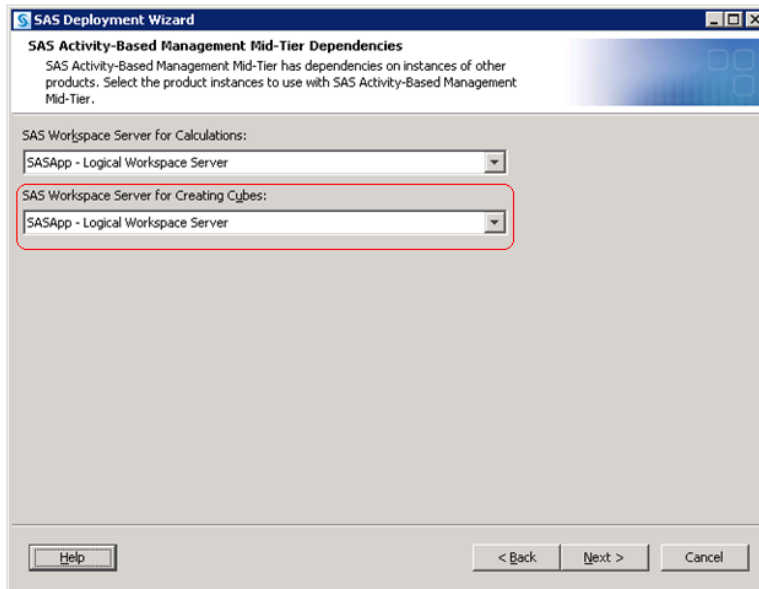 SAS Deployment Wizard
SAS Activity-Based Management Mid-Tier Dependencies
SAS Activity-Based Management Mid-Tier has dependencies on instances of other
products. Select the product instances to use with SAS Activity-Based Management
Mid-Tier.
SAS Workspace Server for Calculations:
SASApp - Logical Workspace Server
SAS Workspace Server for Creating Cubes:
SASApp - Logical Workspace Server
Help
< Back
Next >
Cancel